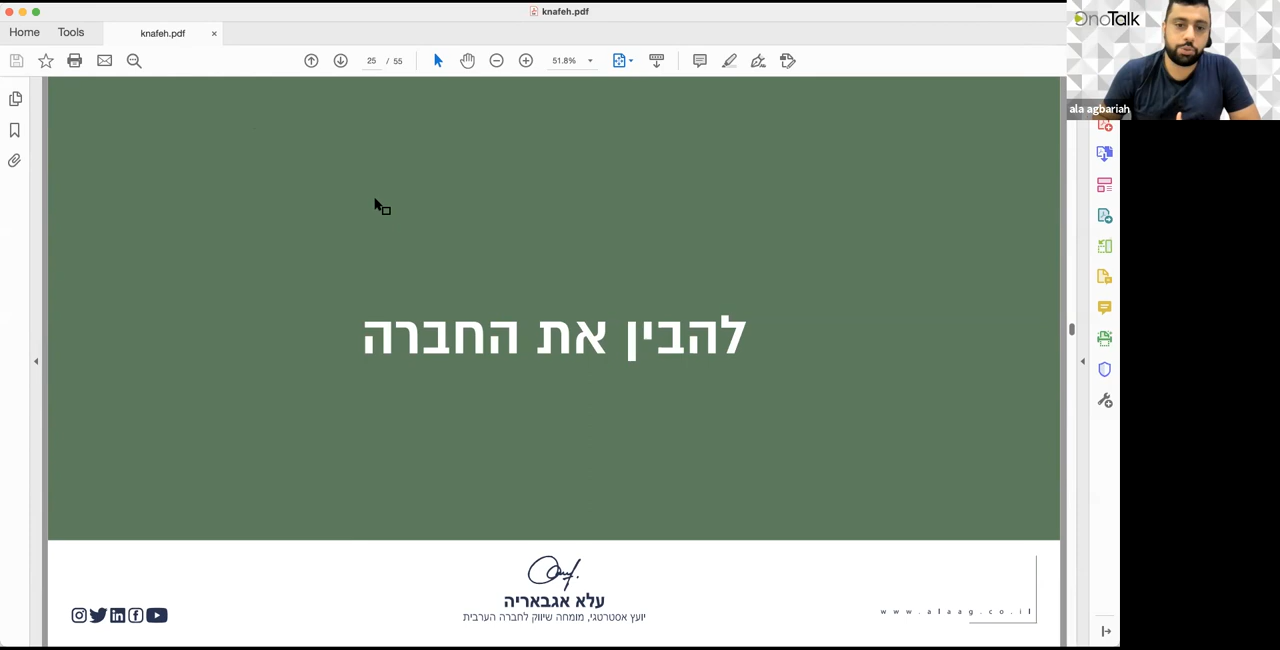 knafeh.pdf
OnoTalk
Home
Tools
knafeh.pdf
25 / 55
51.8%
ala agbariah
להבין את החברה
עלא אגבאריה
יועץ אסטרטגי, מומחה שיווק לחברה הערבית
www.alaag.co.il